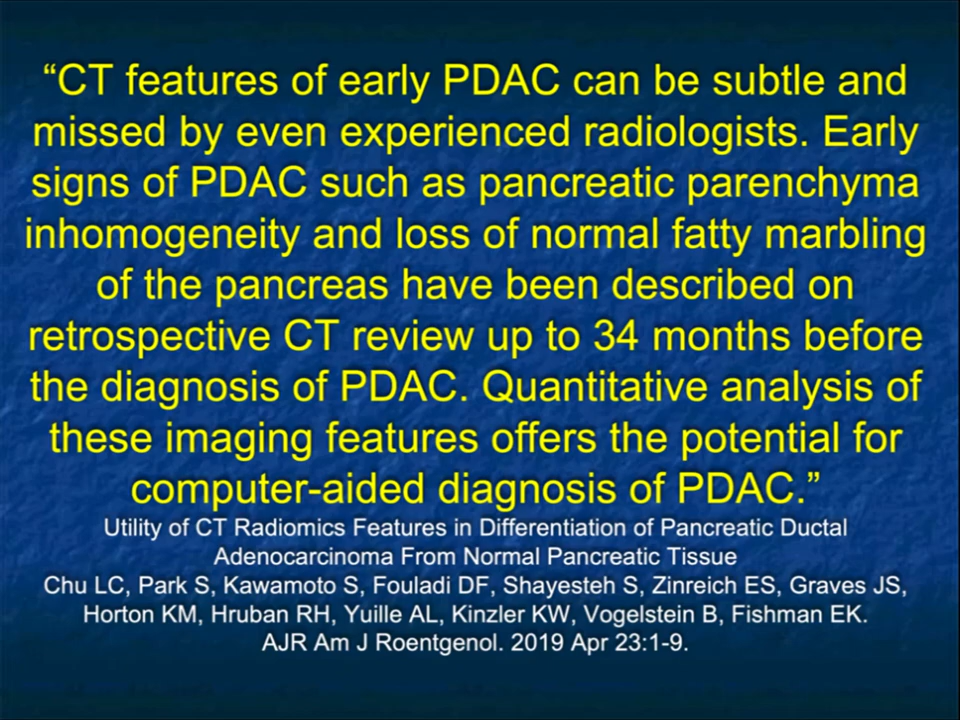 “CT features of early PDAC can be subtle and
missed by even experienced radiologists. Early
signs of PDAC such as pancreatic parenchyma
inhomogeneity and loss of normal fatty marbling
of the pancreas have been described on
retrospective CT review up to 34 months before
the diagnosis of PDAC. Quantitative analysis of
these imaging features offers the potential for
computer-aided diagnosis of PDAC.”
Utility of CT Radiomics Features in Differentiation of Pancreatic Ductal
Adenocarcinoma From Normal Pancreatic Tissue
Chu LC, Park S, Kawamoto S, Fouladi DF, Shayesteh S, Zinreich ES, Graves JS,
Horton KM, Hruban RH, Yuille AL, Kinzler KW, Vogelstein B, Fishman EK.
AJR Am J Roentgenol. 2019 Apr 23:1-9.